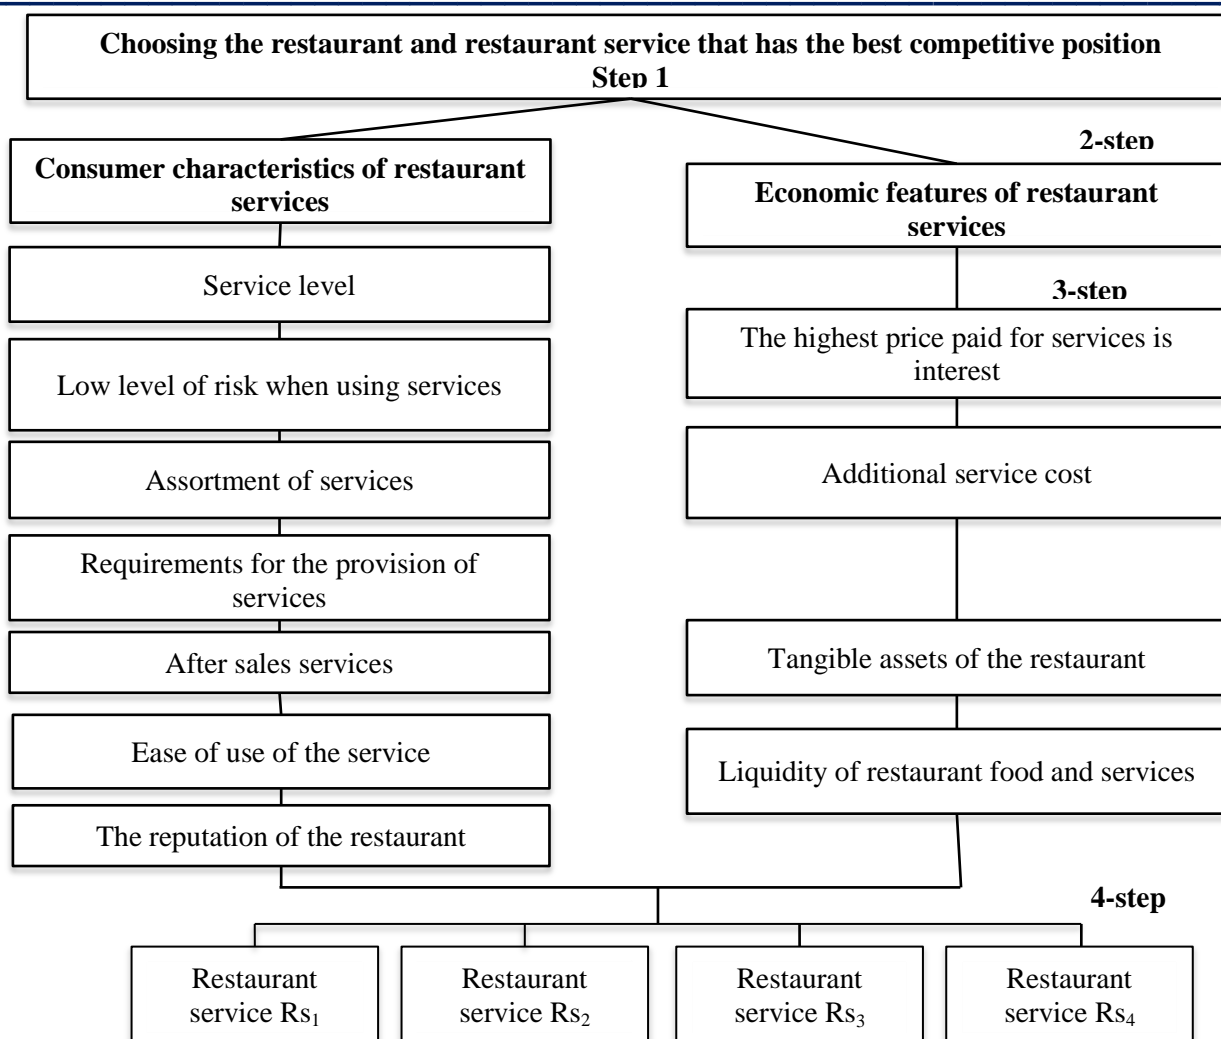 Choosing the restaurant and restaurant service that has the best competitive position
Step 1
2-step
Consumer characteristics of restaurant
services
Economic features of restaurant
services
Service level
3-step
The highest price paid for services is
interest
Low level of risk when using services
Assortment of services
Additional service cost
Requirements for the provision of
services
After sales services
Tangible assets of the restaurant
Ease of use of the service
Liquidity of restaurant food and services
The reputation of the restaurant
4-step
Restaurant
service Rs₁
Restaurant
service Rs₂
Restaurant
service Rs₃
Restaurant
service Rs₄